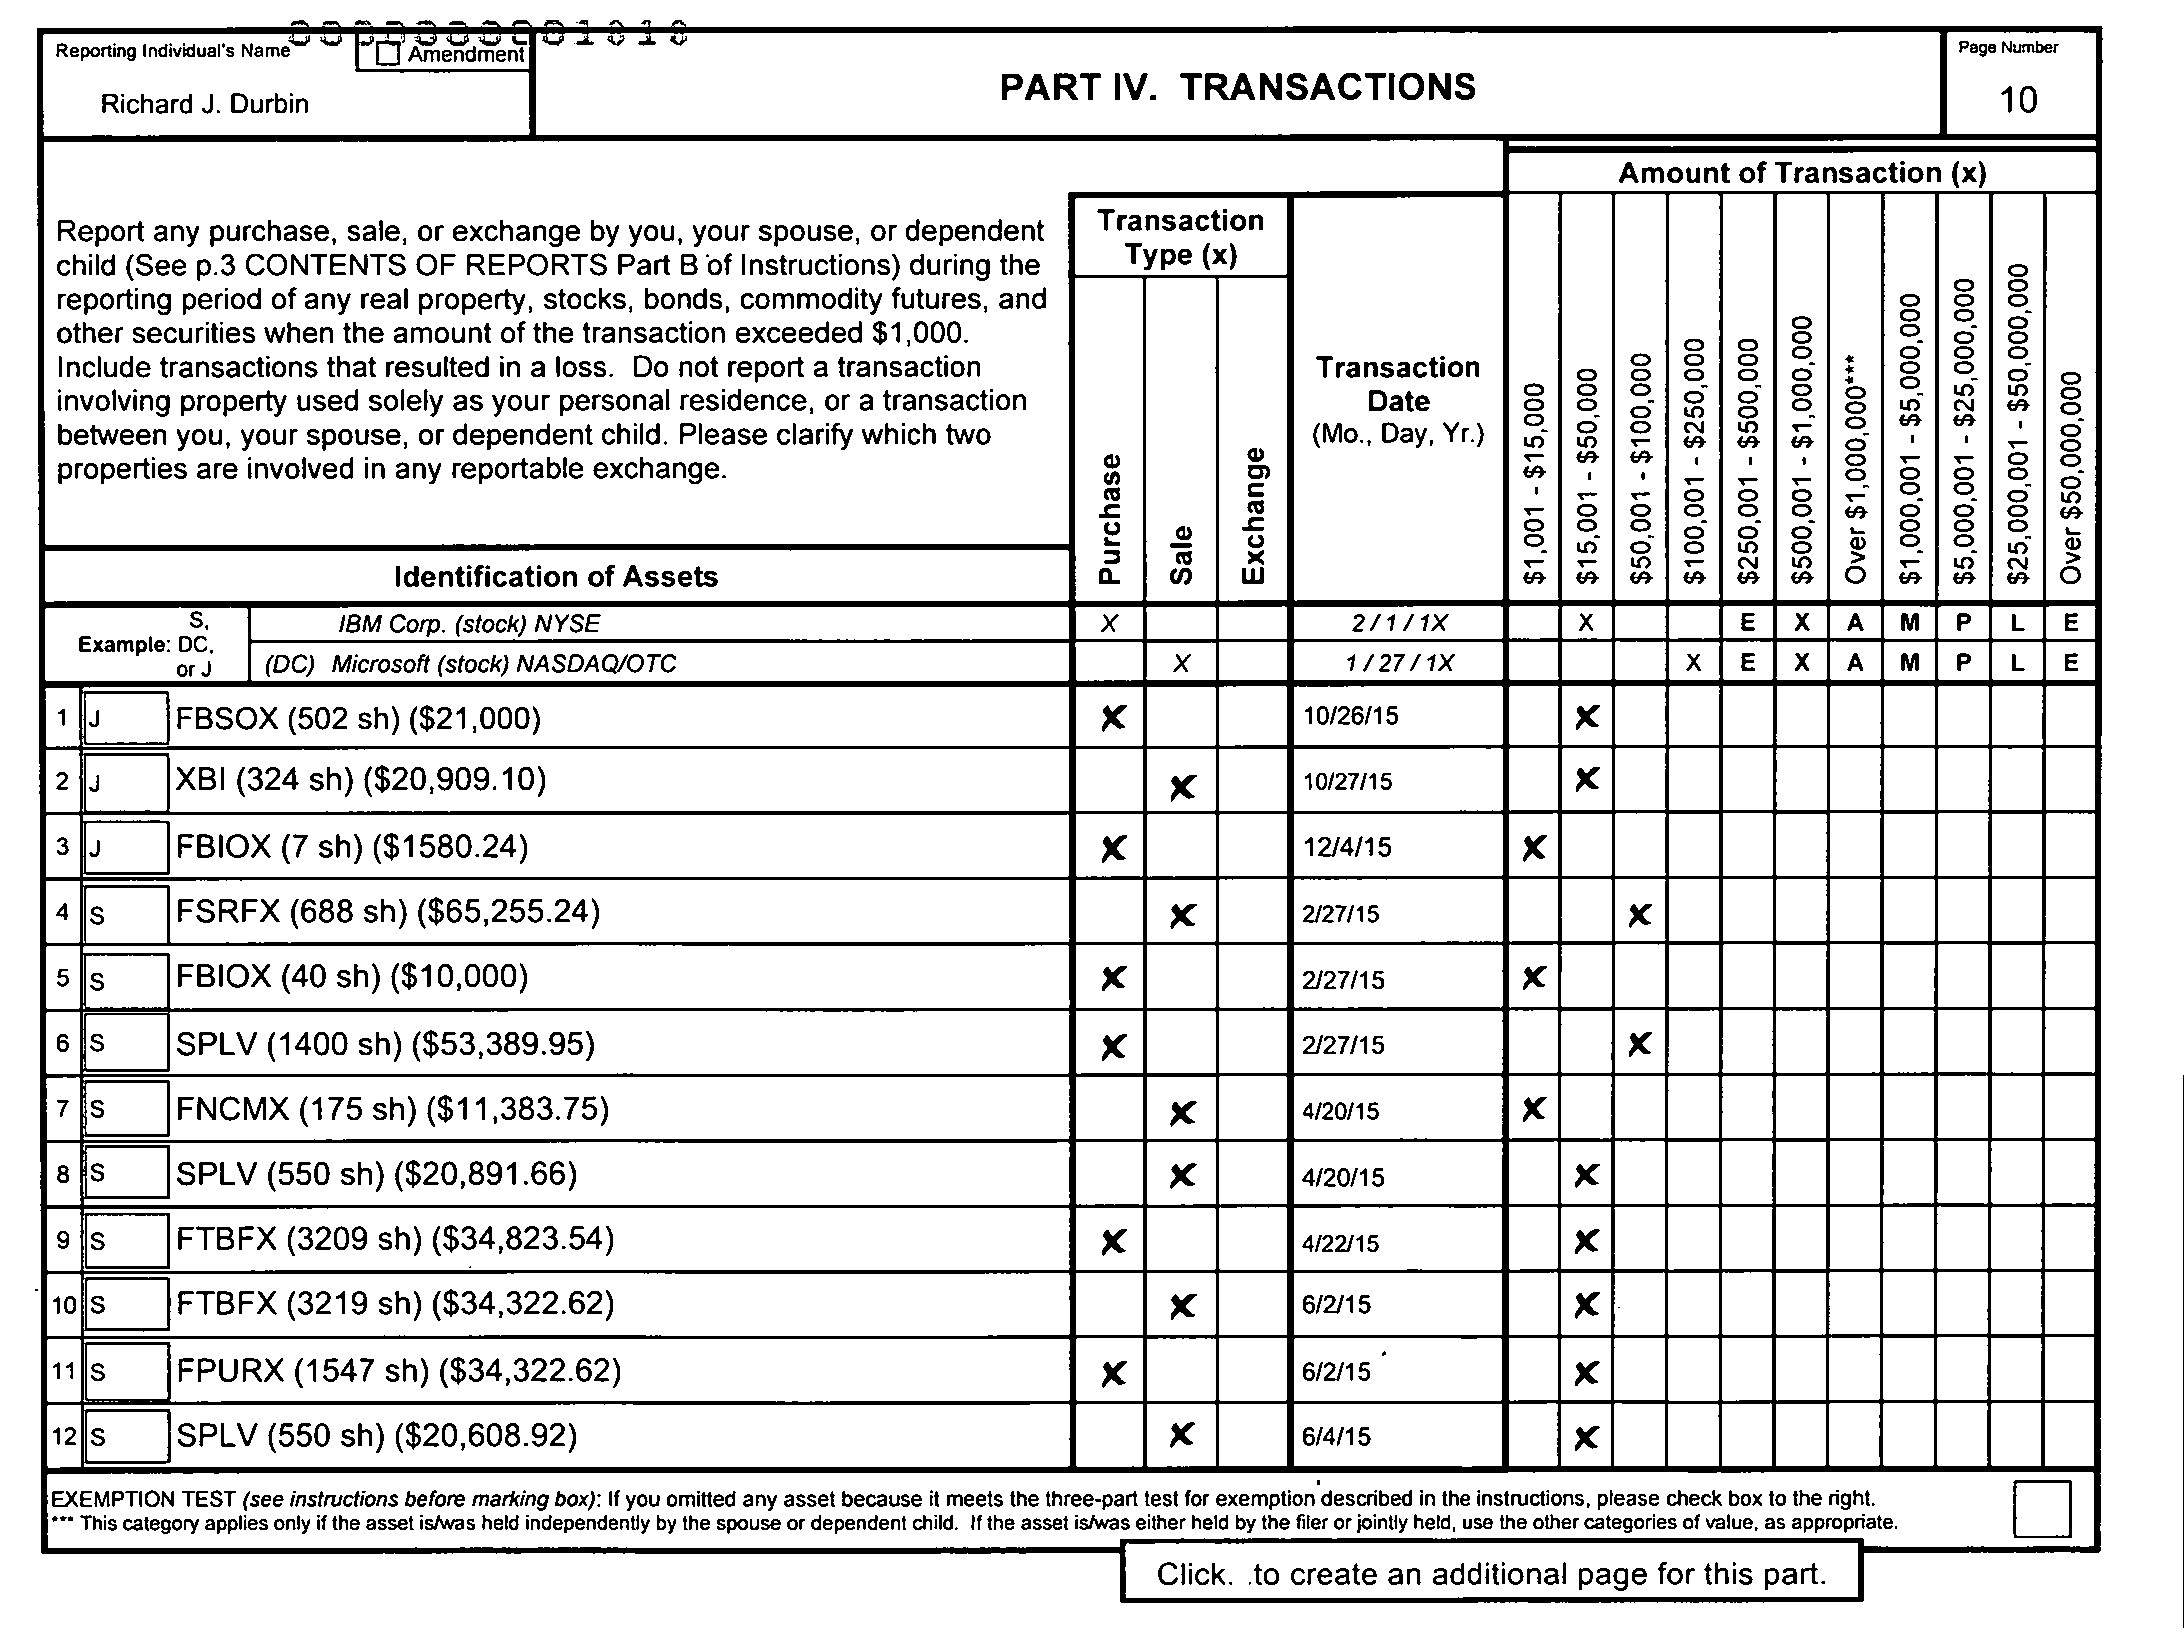 000000001010
Reporting Individual's Name
Amendment
Richard J. Durbin
PART IV. TRANSACTIONS
Page Number
10
Amount of Transaction (x)
Report any purchase, sale, or exchange by you, your spouse, or dependent
child (See p.3 CONTENTS OF REPORTS Part B of Instructions) during the
reporting period of any real property, stocks, bonds, commodity futures, and
other securities when the amount of the transaction exceeded $1,000.
Include transactions that resulted in a loss. Do not report a transaction
involving property used solely as your personal residence, or a transaction
between you, your spouse, or dependent child. Please clarify which two
properties are involved in any reportable exchange.
Transaction
Type (x)
Purchase
Sale
Exchange
Transaction
Date
(Mo., Day, Yr.)
$1,001 - $15,000
$15,001 - $50,000
$50,001 - $100,000
$100,001 - $250,000
$250,001 - $500,000
$500,001 - $1,000,000
Over $1,000,000***
$1,000,001 - $5,000,000
$5,000,001 - $25,000,000
$25,000,001 - $50,000,000
Over $50,000,000
Identification of Assets
Example: S, DC, or J
IBM Corp. (stock) NYSE X 2 / 1 / 1X X E X A M P L E
(DC) Microsoft (stock) NASDAQ/OTC X 1 / 27 / 1X X E X A M P L E
1 J FBSOX (502 sh) ($21,000) X 10/26/15 X
2 J XBI (324 sh) ($20,909.10) X 10/27/15 X
3 J FBIOX (7 sh) ($1580.24) X 12/4/15 X
4 S FSRFX (688 sh) ($65,255.24) X 2/27/15 X
5 S FBIOX (40 sh) ($10,000) X 2/27/15 X
6 S SPLV (1400 sh) ($53,389.95) X 2/27/15 X
7 S FNCMX (175 sh) ($11,383.75) X 4/20/15 X
8 S SPLV (550 sh) ($20,891.66) X 4/20/15 X
9 S FTBFX (3209 sh) ($34,823.54) X 4/22/15 X
10 S FTBFX (3219 sh) ($34,322.62) X 6/2/15 X
11 S FPURX (1547 sh) ($34,322.62) X 6/2/15 X
12 S SPLV (550 sh) ($20,608.92) X 6/4/15 X
EXEMPTION TEST (see instructions before marking box): If you omitted any asset because it meets the three-part test for exemption described in the instructions, please check box to the right.
*** This category applies only if the asset is/was held independently by the spouse or dependent child. If the asset is/was either held by the filer or jointly held, use the other categories of value, as appropriate.
Click. .to create an additional page for this part.